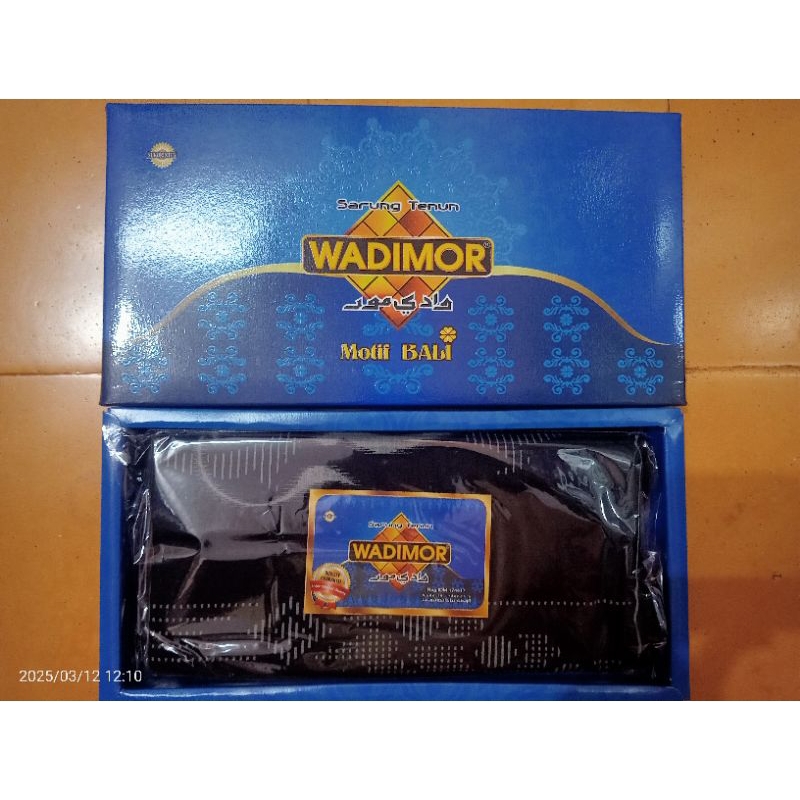 Sarung Tenun
WADIMOR®
وادي مور
Motif BALI
Sarung Tenun
WADIMOR
وادي مور
2025/03/12 12:10